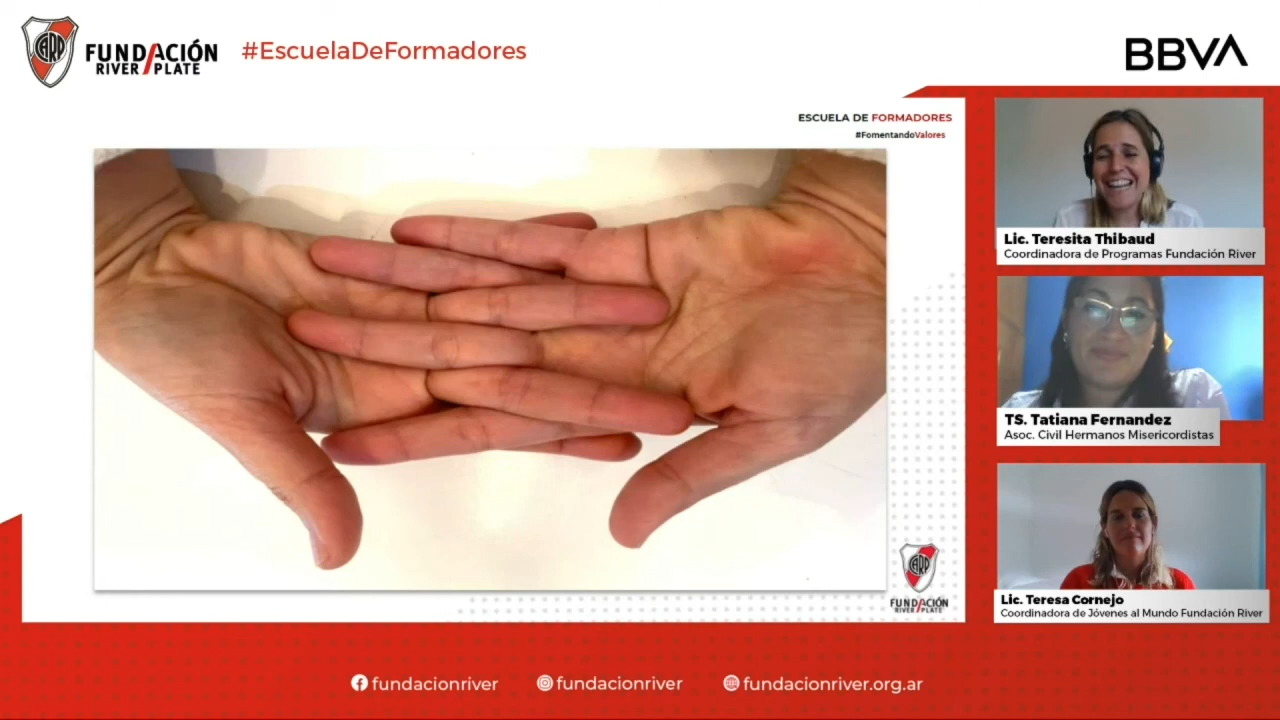 CARP
FUNDACIÓN
RIVER PLATE
#EscuelaDeFormadores
BBVA
ESCUELA DE FORMADORES
#FomentandoValores
Lic. Teresita Thibaud
Coordinadora de Programas Fundación River
TS. Tatiana Fernandez
Asoc. Civil Hermanos Misericordistas
Lic. Teresa Cornejo
Coordinadora de Jóvenes al Mundo Fundación River
CARP
FUNDACIÓN
RIVER PLATE
fundacionriver
fundacionriver
fundacionriver.org.ar